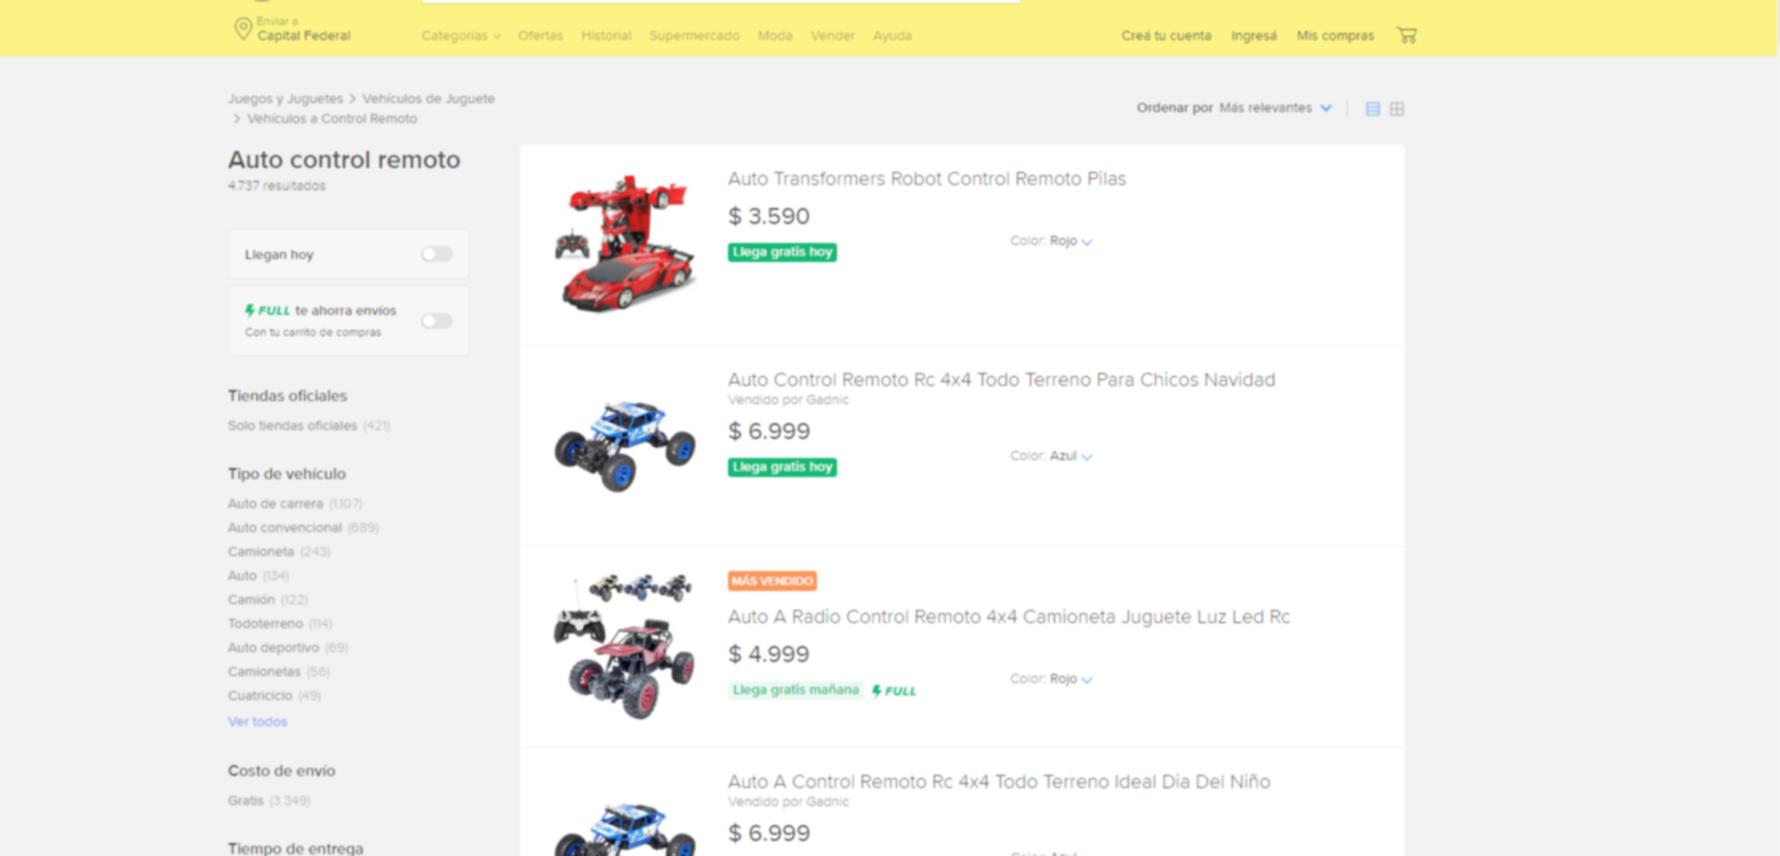 Enviar a
Capital Federal
Categorías Ofertas Historial Supermercado Moda Vender Ayuda
Creá tu cuenta Ingresá Mis compras
Juegos y Juguetes > Vehículos de Juguete
> Vehículos a Control Remoto
Ordenar por Más relevantes
Auto control remoto
4.737 resultados
Llegan hoy
FULL te ahorra envíos
Con tu carrito de compras
Tiendas oficiales
Solo tiendas oficiales (421)
Tipo de vehículo
Auto de carrera (1.107)
Auto convencional (689)
Camioneta (243)
Auto (134)
Camión (122)
Todoterreno (114)
Auto deportivo (69)
Camionetas (56)
Cuatriciclo (49)
Ver todos
Costo de envío
Gratis (3.349)
Tiempo de entrega
Auto Transformers Robot Control Remoto Pilas
$ 3.590
Color: Rojo
Llega gratis hoy
Auto Control Remoto Rc 4x4 Todo Terreno Para Chicos Navidad
Vendido por Gadnic
$ 6.999
Color: Azul
Llega gratis hoy
MÁS VENDIDO
Auto A Radio Control Remoto 4x4 Camioneta Juguete Luz Led Rc
$ 4.999
Color: Rojo
Llega gratis mañana FULL
Auto A Control Remoto Rc 4x4 Todo Terreno Ideal Dia Del Niño
Vendido por Gadnic
$ 6.999